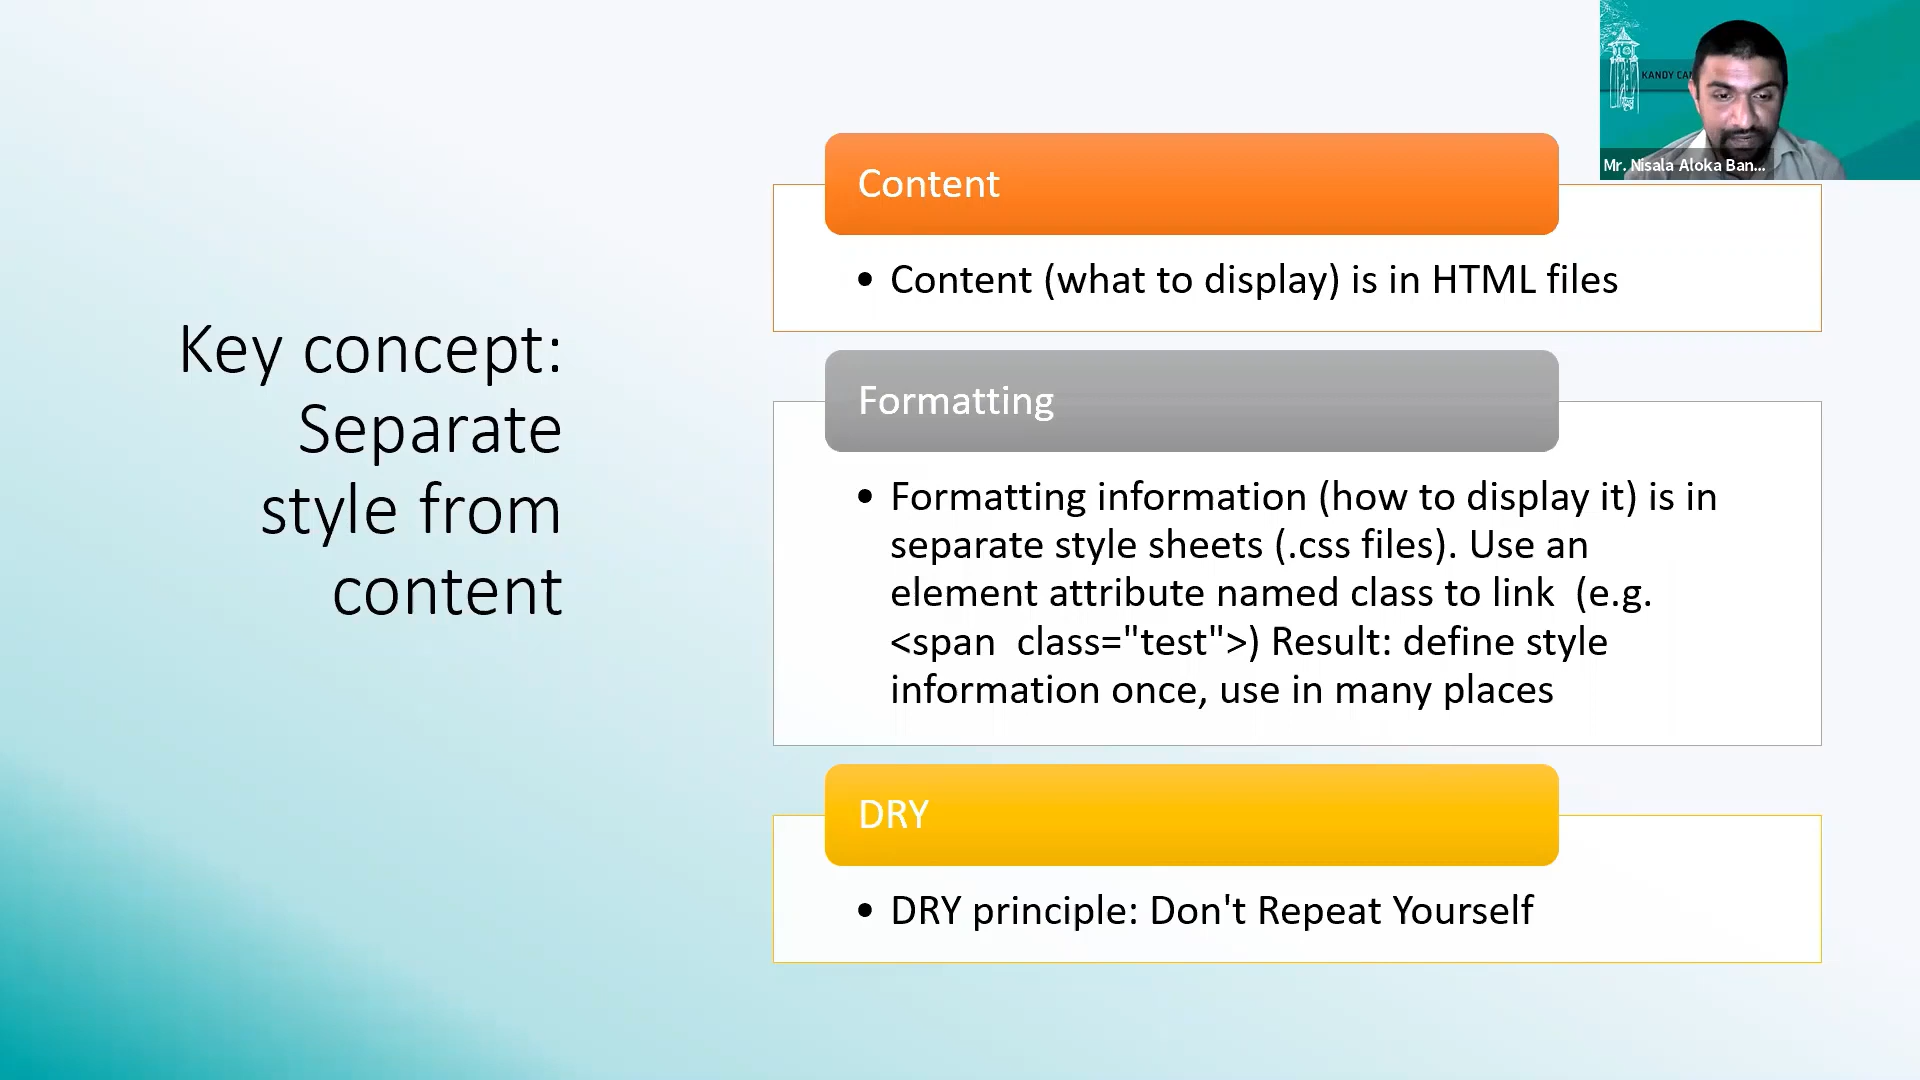 KANDY
Mr. Nisala Aloka Ban...
Key concept:
Separate
style from
content
Content
• Content (what to display) is in HTML files
Formatting
• Formatting information (how to display it) is in
separate style sheets (.css files). Use an
element attribute named class to link  (e.g.
<span  class="test">) Result: define style
information once, use in many places
DRY
• DRY principle: Don't Repeat Yourself